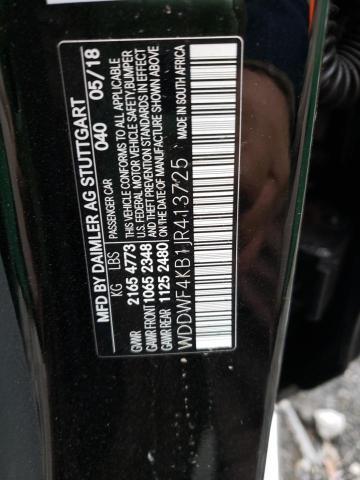 MFD BY DAIMLER AG STUTTGART
040 05/18
PASSENGER CAR
KG LBS
GVWR 2165 4773
GAWR FRONT 1065 2348
GAWR REAR 1125 2480
THIS VEHICLE CONFORMS TO ALL APPLICABLE
U.S. FEDERAL MOTOR VEHICLE SAFETY, BUMPER,
AND THEFT PREVENTION STANDARDS IN EFFECT
ON THE DATE OF MANUFACTURE SHOWN ABOVE
MADE IN SOUTH AFRICA
WDDWF4KB1JR413725